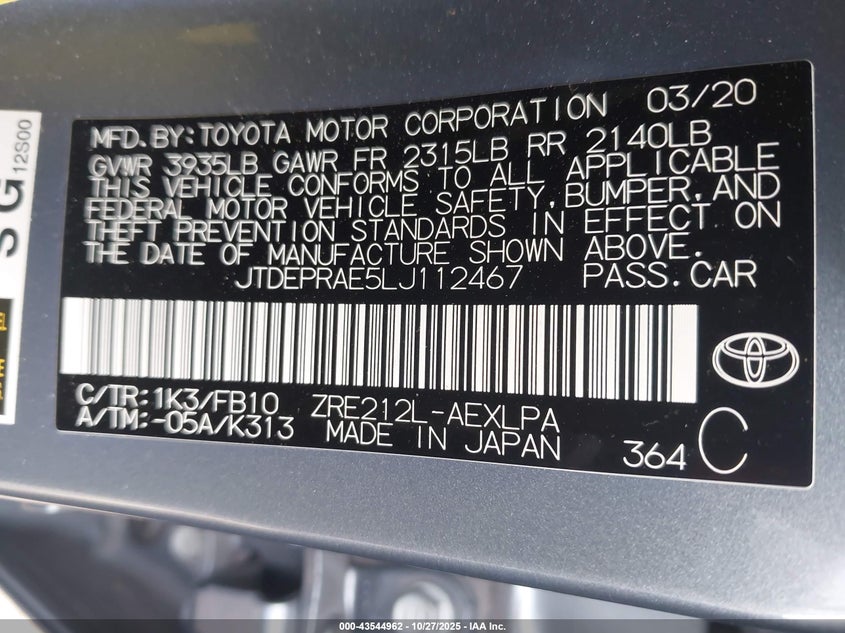 MFD.BY:TOYOTA MOTOR CORPORATION 03/20
GVWR 3935LB GAWR FR 2315LB RR 2140LB
THIS VEHICLE CONFORMS TO ALL APPLICABLE
FEDERAL MOTOR VEHICLE SAFETY,BUMPER,AND
THEFT PREVENTION STANDARDS IN EFFECT ON
THE DATE OF MANUFACTURE SHOWN ABOVE.
JTDEPRAE5LJ112467 PASS.CAR
C/TR:1K3/FB10 ZRE212L-AEXLPA
A/TM:-05A/K313 MADE IN JAPAN 364 C
12S00
000-43544962 | 10/27/2025 | © IAA, Inc.